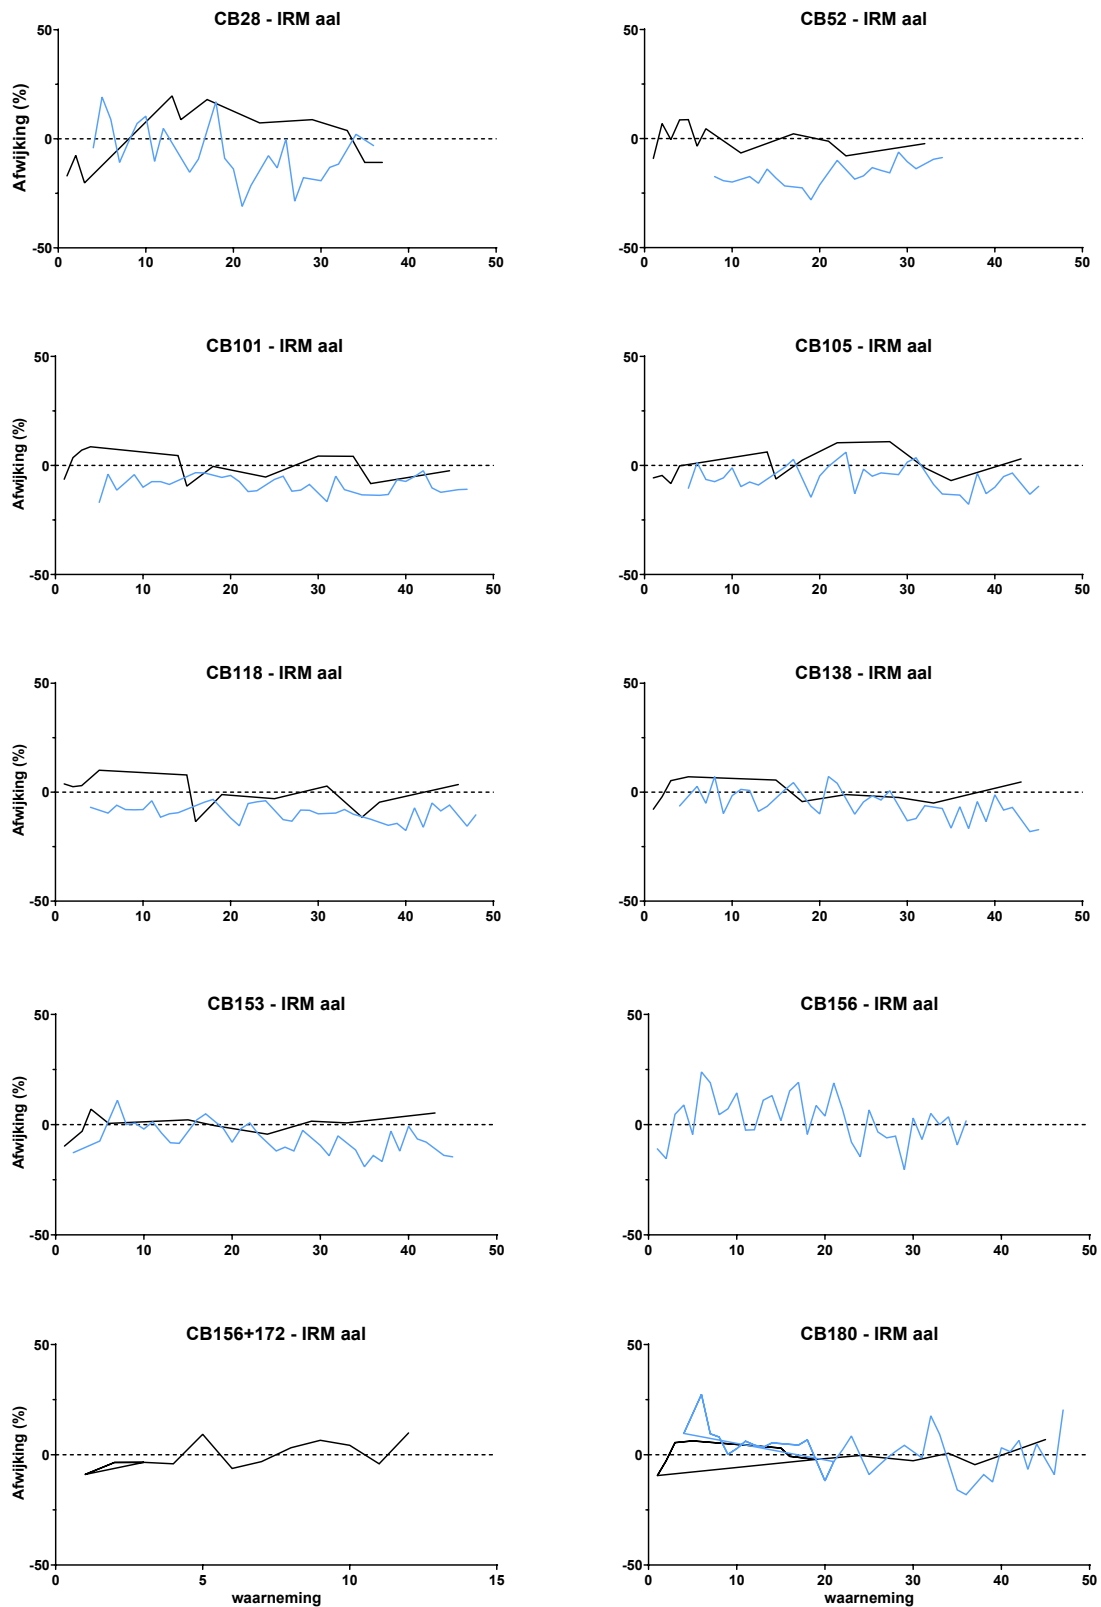 CB28 - IRM aal
50
0
-50
Afwijking (%)
0 10 20 30 40 50
CB52 - IRM aal
50
0
-50
0 10 20 30 40 50
CB101 - IRM aal
50
0
-50
Afwijking (%)
0 10 20 30 40 50
CB105 - IRM aal
50
0
-50
0 10 20 30 40 50
CB118 - IRM aal
50
0
-50
Afwijking (%)
0 10 20 30 40 50
CB138 - IRM aal
50
0
-50
0 10 20 30 40 50
CB153 - IRM aal
50
0
-50
Afwijking (%)
0 10 20 30 40 50
CB156 - IRM aal
50
0
-50
0 10 20 30 40 50
CB156+172 - IRM aal
50
0
-50
Afwijking (%)
0 5 10 15
waarneming
CB180 - IRM aal
50
0
-50
0 10 20 30 40 50
waarneming